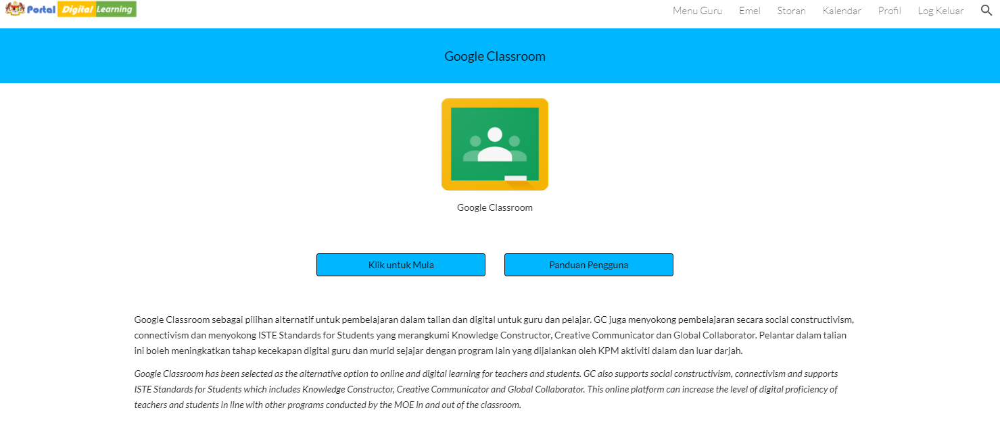 Portal Digital Learning
Menu Guru Emel Storan Kalendar Profil Log Keluar
Google Classroom
Google Classroom
Klik untuk Mula
Panduan Pengguna
Google Classroom sebagai pilihan alternatif untuk pembelajaran dalam talian dan digital untuk guru dan pelajar. GC juga menyokong pembelajaran secara social constructivism,
connectivism dan menyokong ISTE Standards for Students yang merangkumi Knowledge Constructor, Creative Communicator dan Global Collaborator. Pelantar dalam talian
ini boleh meningkatkan tahap kecekapan digital guru dan murid sejajar dengan program lain yang dijalankan oleh KPM aktiviti dalam dan luar darjah.
Google Classroom has been selected as the alternative option to online and digital learning for teachers and students. GC also supports social constructivism, connectivism and supports
ISTE Standards for Students which includes Knowledge Constructor, Creative Communicator and Global Collaborator. This online platform can increase the level of digital proficiency of
teachers and students in line with other programs conducted by the MOE in and out of the classroom.